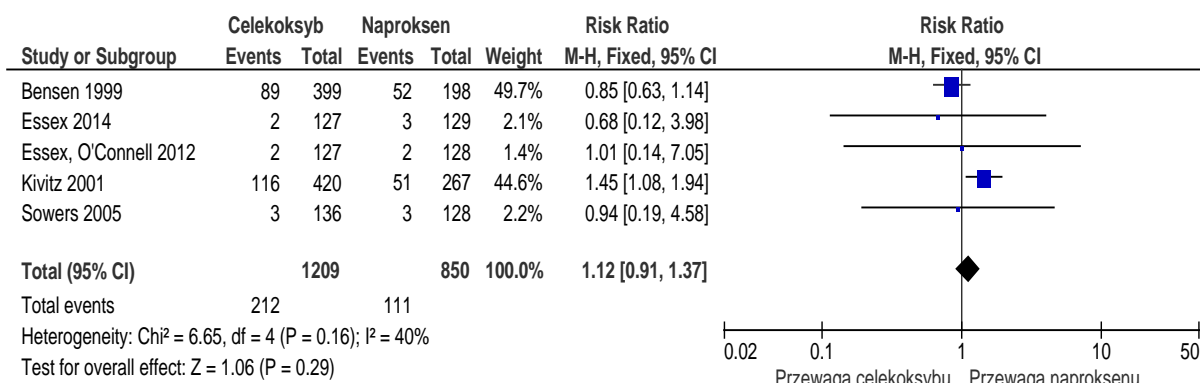 Celekoksyb Naproksen Risk Ratio Risk Ratio
Study or Subgroup Events Total Events Total Weight M-H, Fixed, 95% CI M-H, Fixed, 95% CI
Bensen 1999 89 399 52 198 49.7% 0.85 [0.63, 1.14]
Essex 2014 2 127 3 129 2.1% 0.68 [0.12, 3.98]
Essex, O'Connell 2012 2 127 2 128 1.4% 1.01 [0.14, 7.05]
Kivitz 2001 116 420 51 267 44.6% 1.45 [1.08, 1.94]
Sowers 2005 3 136 3 128 2.2% 0.94 [0.19, 4.58]
Total (95% CI) 1209 850 100.0% 1.12 [0.91, 1.37]
Total events 212 111
Heterogeneity: Chi² = 6.65, df = 4 (P = 0.16); I² = 40%
Test for overall effect: Z = 1.06 (P = 0.29)
0.02 0.1 1 10 50
Przewaga celekoksybu Przewaga naproksenu